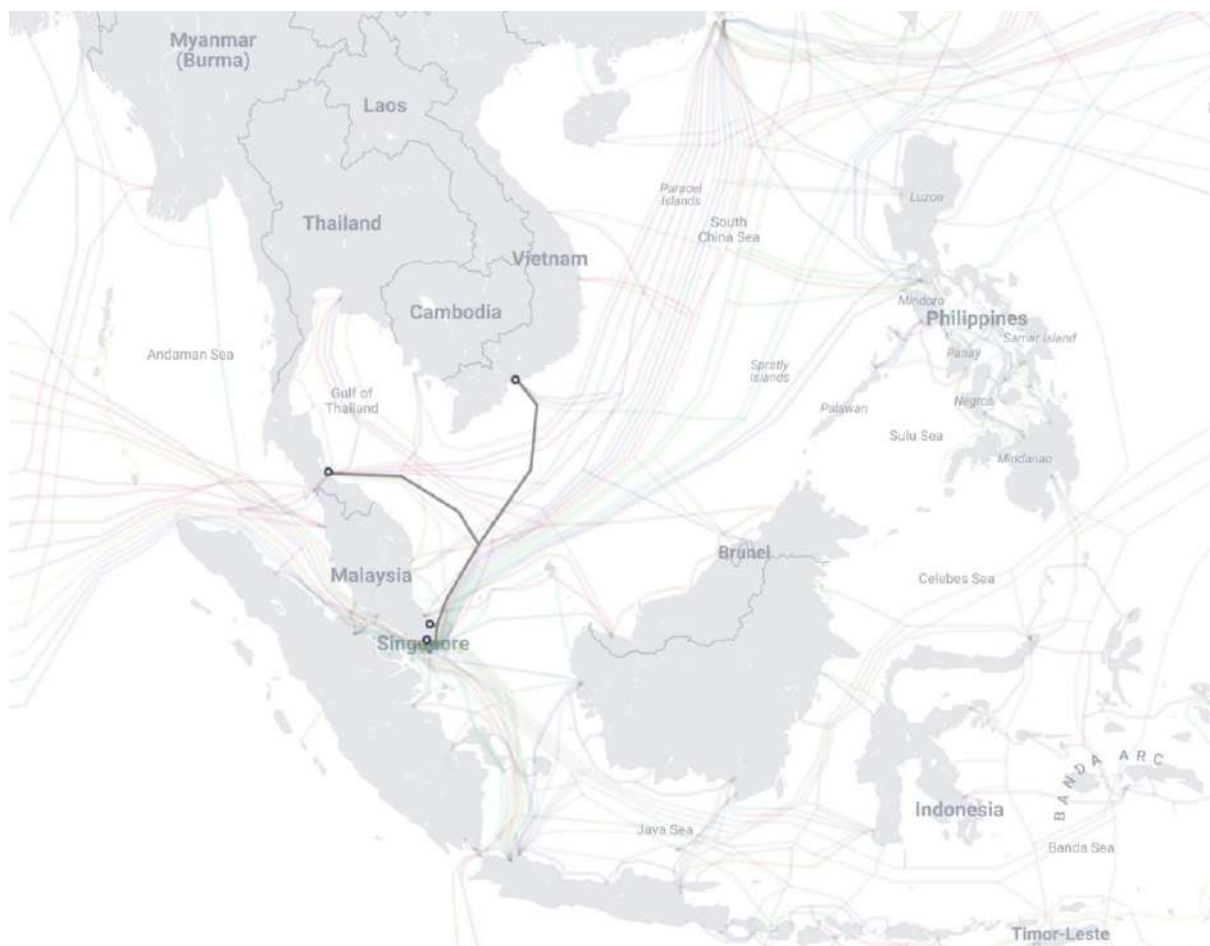 Myanmar
(Burma)
Laos
Thailand
Vietnam
Cambodia
Andaman Sea
Gulf of
Thailand
Paracel
Islands
South
China Sea
Luzon
Mindoro
Philippines
Samar Island
Panay
Spratly
Islands
Palawan
Negros
Sulu Sea
Mindanao
Brunei
Malaysia
Celebes Sea
Singapore
BANDA ARC
Indonesia
Java Sea
Banda Sea
Timor-Leste